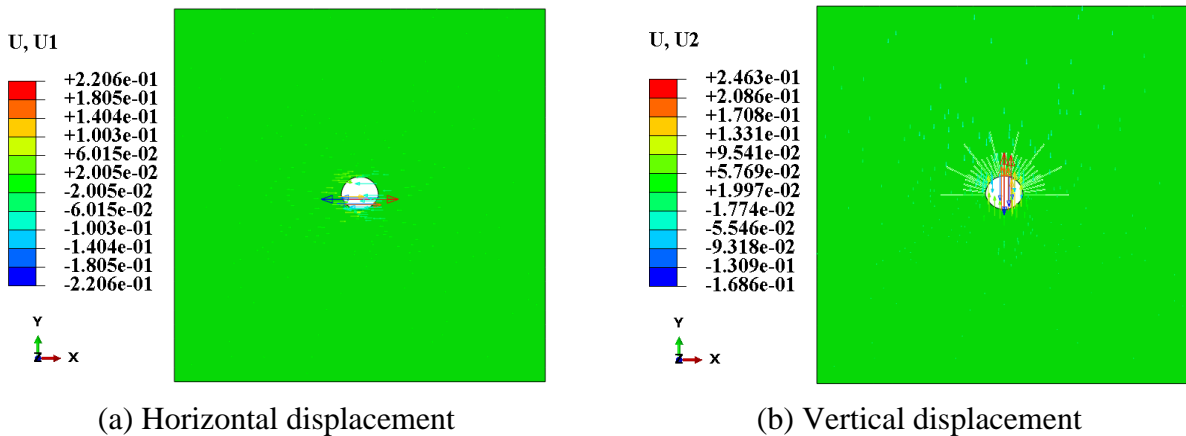 U, U1
+2.206e-01
+1.805e-01
+1.404e-01
+1.003e-01
+6.015e-02
+2.005e-02
-2.005e-02
-6.015e-02
-1.003e-01
-1.404e-01
-1.805e-01
-2.206e-01
Y
Z X
(a) Horizontal displacement
U, U2
+2.463e-01
+2.086e-01
+1.708e-01
+1.331e-01
+9.541e-02
+5.769e-02
+1.997e-02
-1.774e-02
-5.546e-02
-9.318e-02
-1.309e-01
-1.686e-01
Y
Z X
(b) Vertical displacement